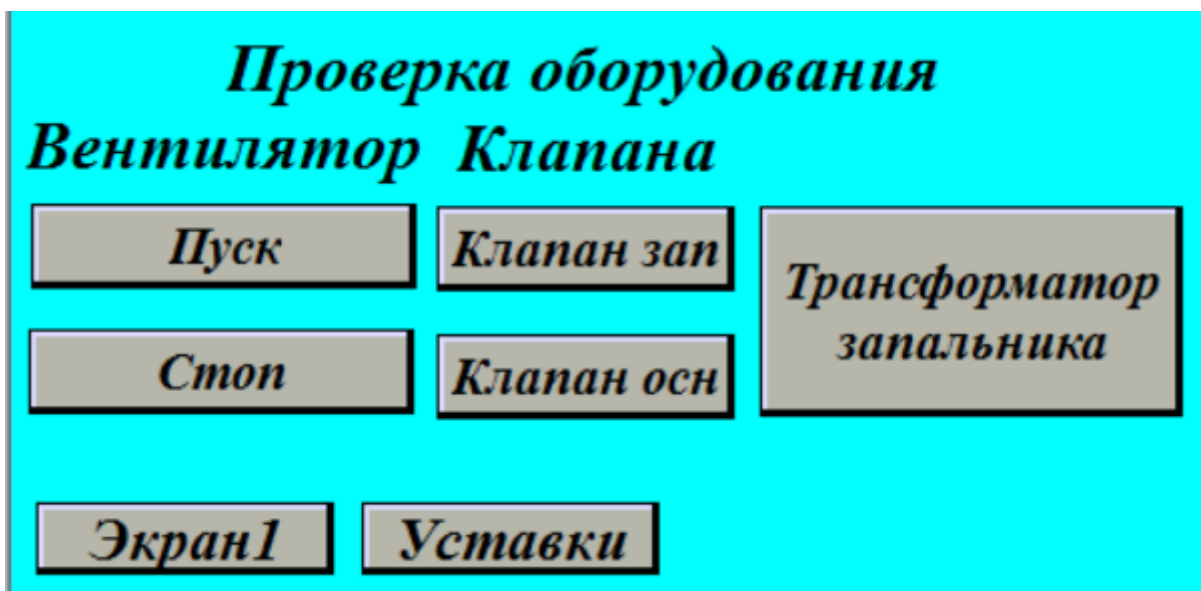 Проверка оборудования
Вентилятор Клапана
Пуск
Клапан зап
Трансформатор
запальника
Стоп
Клапан осн
Экран1
Уставки